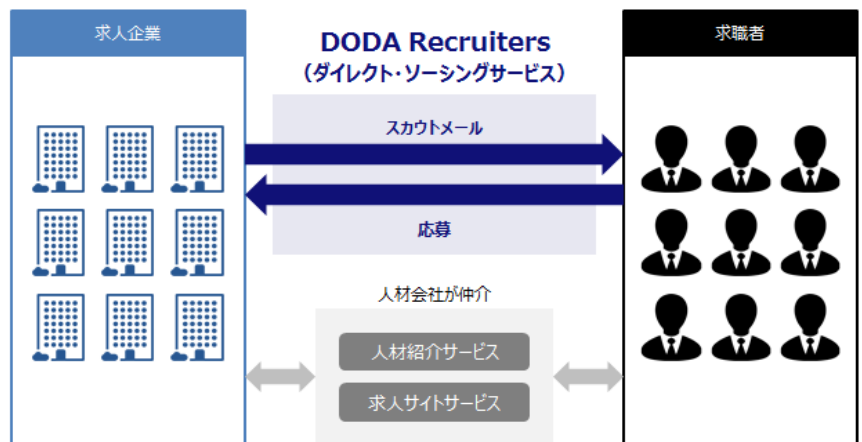 求人企業
DODA Recruiters
（ダイレクト・ソーシングサービス）
求職者
スカウトメール
応募
人材会社が仲介
人材紹介サービス
求人サイトサービス